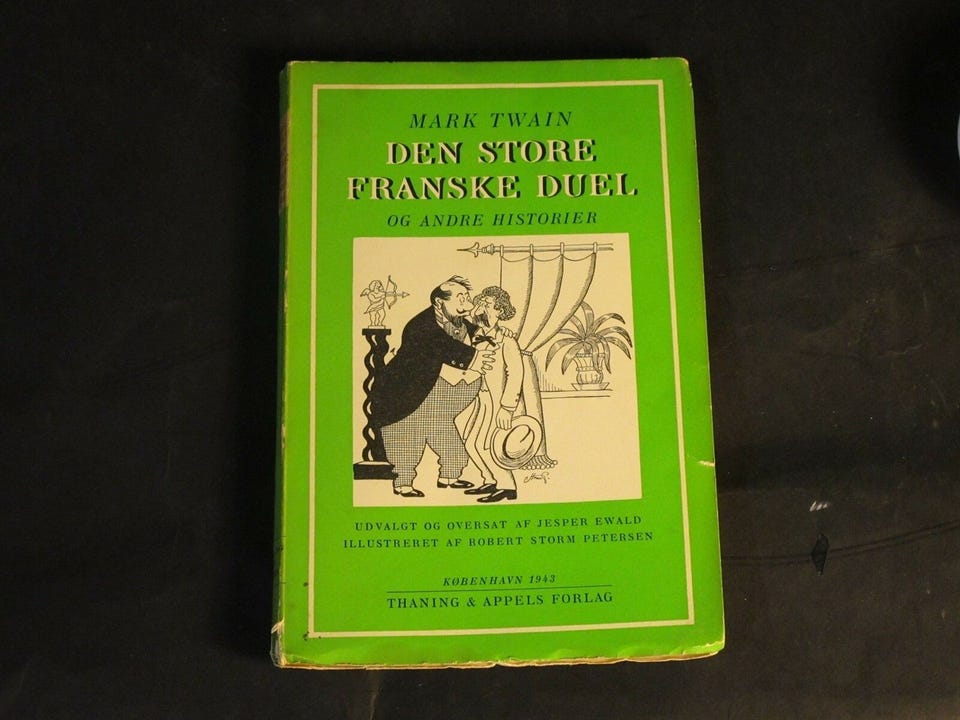 MARK TWAIN
DEN STORE
FRANSKE DUEL
OG ANDRE HISTORIER
UDVALGT OG OVERSAT AF JESPER EWALD
ILLUSTRERET AF ROBERT STORM PETERSEN
KØBENHAVN 1943
THANING & APPELS FORLAG